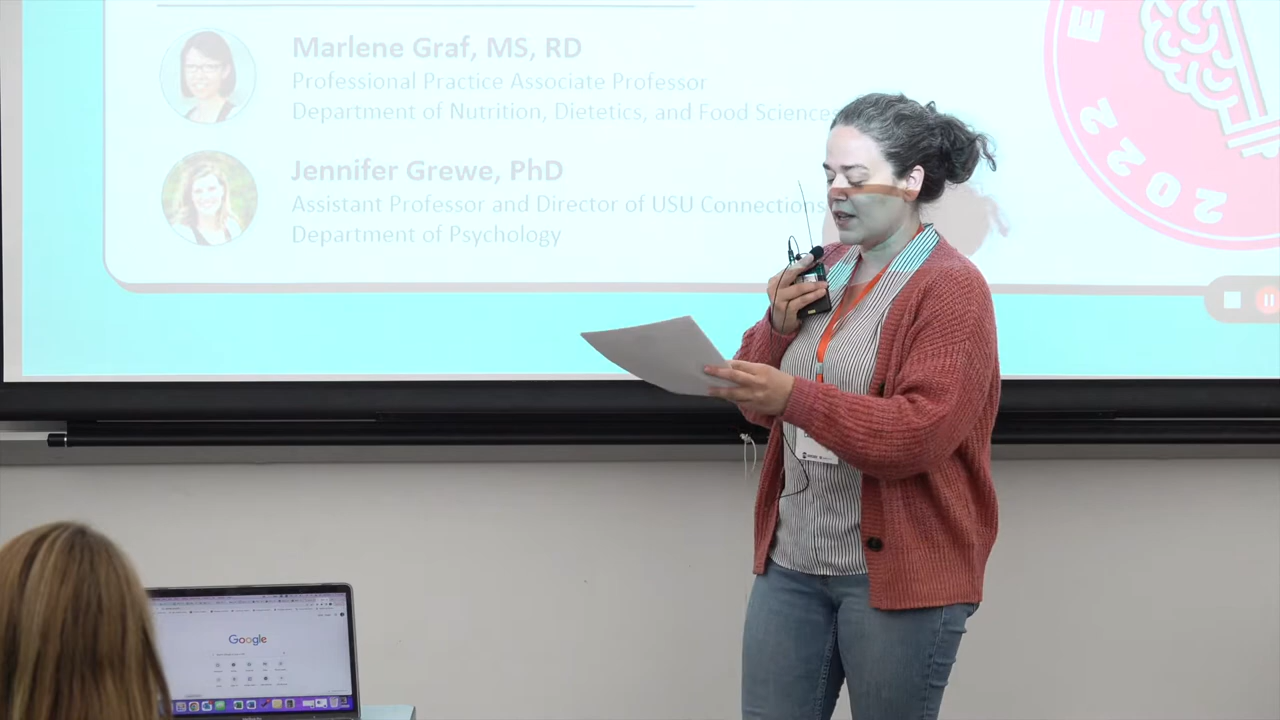 Marlene Graf, MS, RD
Professional Practice Associate Professor
Department of Nutrition, Dietetics, and Food Sciences
Jennifer Grewe, PhD
Assistant Professor and Director of USU Connections
Department of Psychology
E
2022
Google